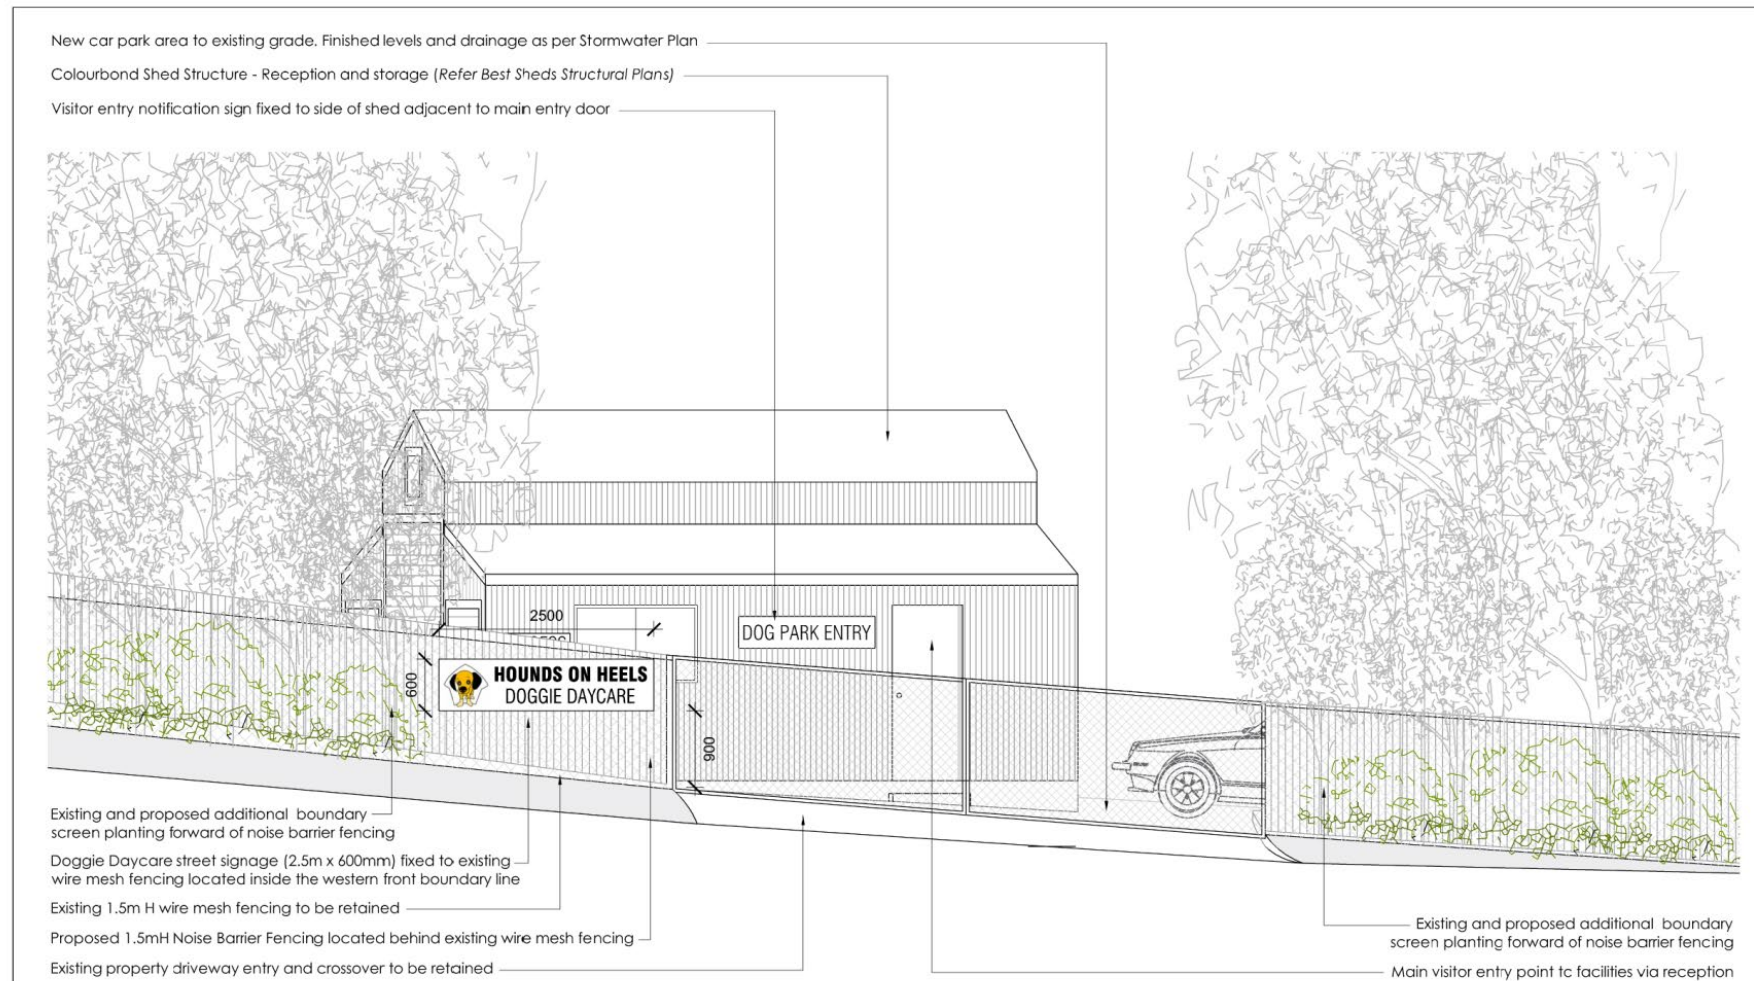 New car park area to existing grade. Finished levels and drainage as per Stormwater Plan
Colourbond Shed Structure - Reception and storage (Refer Best Sheds Structural Plans)
Visitor entry notification sign fixed to side of shed adjacent to main entry door
2500
DOG PARK ENTRY
600
HOUNDS ON HEELS
DOGGIE DAYCARE
900
Existing and proposed additional boundary
screen planting forward of noise barrier fencing
Doggie Daycare street signage (2.5m x 600mm) fixed to existing
wire mesh fencing located inside the western front boundary line
Existing 1.5m H wire mesh fencing to be retained
Proposed 1.5mH Noise Barrier Fencing located behind existing wire mesh fencing
Existing property driveway entry and crossover to be retained
Existing and proposed additional boundary
screen planting forward of noise barrier fencing
Main visitor entry point to facilities via reception